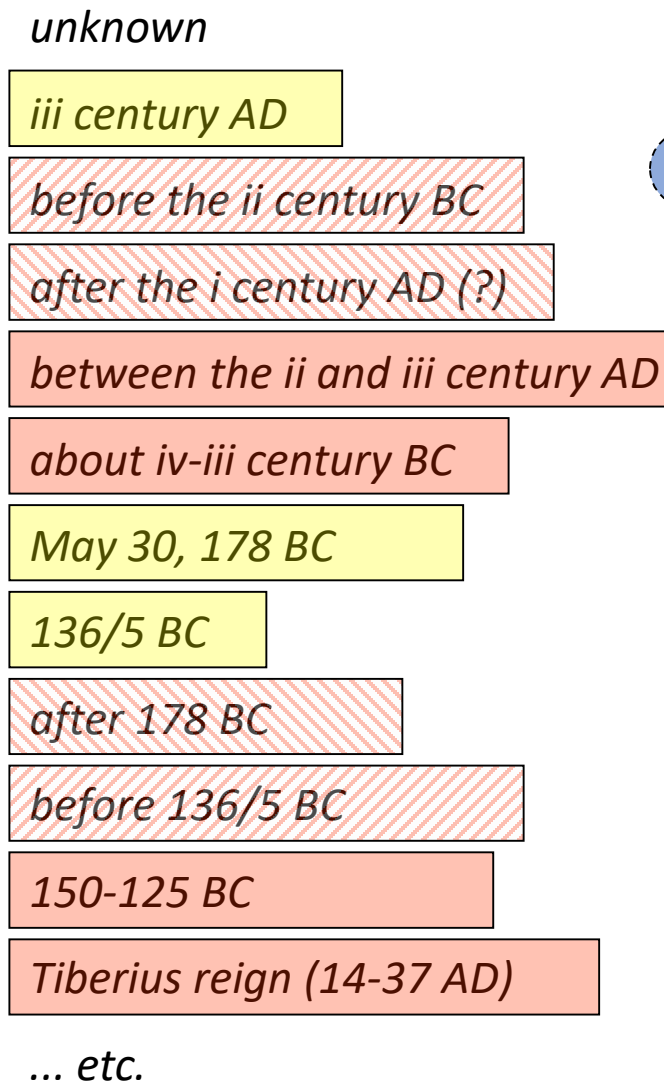 unknown
iii century AD
before the ii century BC
after the i century AD (?)
between the ii and iii century AD
about iv-iii century BC
May 30, 178 BC
136/5 BC
after 178 BC
before 136/5 BC
150-125 BC
Tiberius reign (14-37 AD)
... etc.